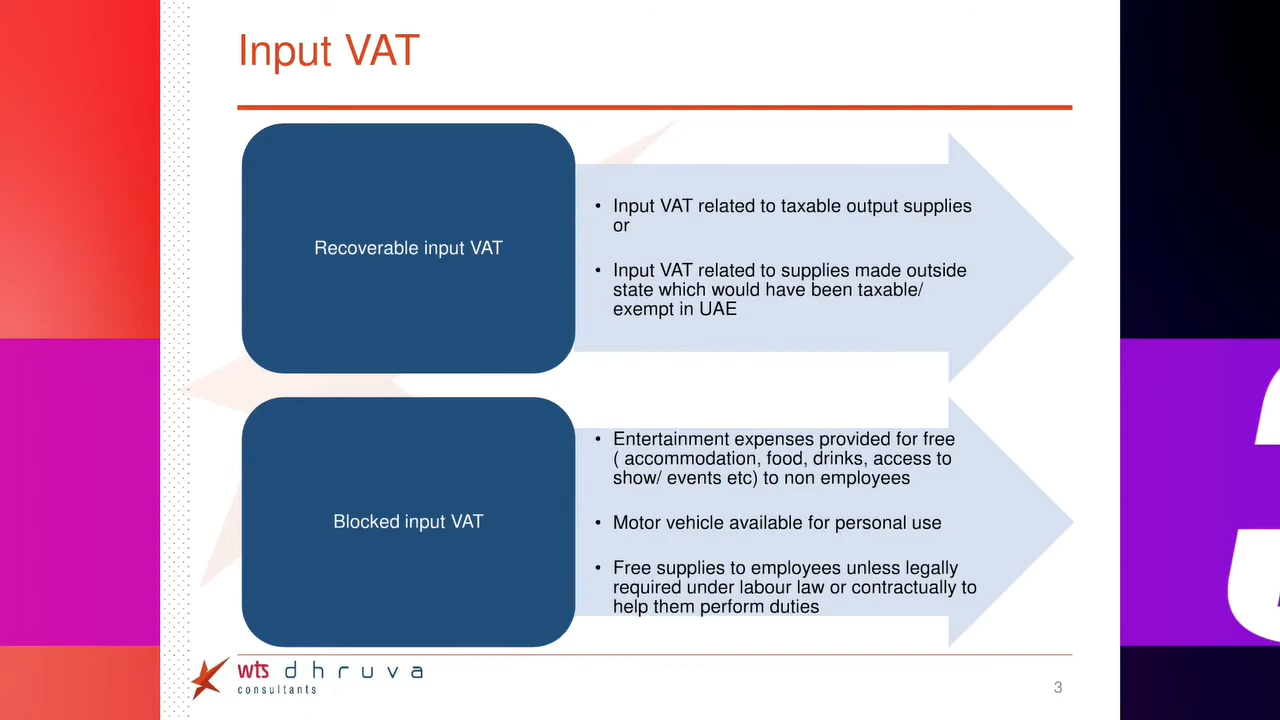 Input VAT
Recoverable input VAT
• Input VAT related to taxable output supplies
or
• Input VAT related to supplies made outside
state which would have been taxable/
exempt in UAE
Blocked input VAT
• Entertainment expenses provided for free
( accommodation, food, drinks, access to
show/ events etc) to non employees
• Motor vehicle available for personal use
• Free supplies to employees unless legally
required under labour law or contractually to
help them perform duties
wts dhruva
consultants
3